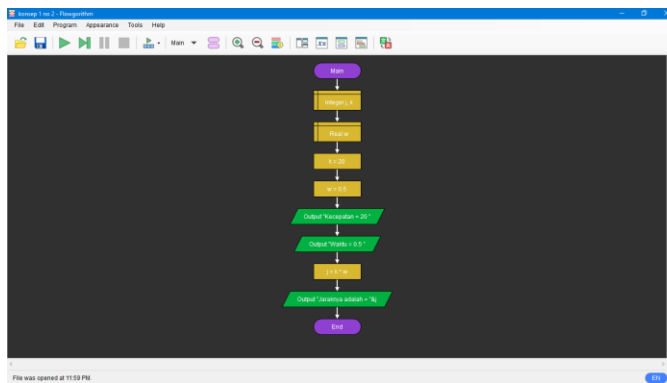 konsep 1 no 2 - Flowgorithm
File Edit Program Appearance Tools Help
Main
Main
Integer j, k
Real w
k = 20
w = 0.5
Output "Kecepatan = 20 "
Output "Waktu = 0.5 "
j = k * w
Output "Jaraknya adalah = "&j
End
File was opened at 11:59 PM.
EN